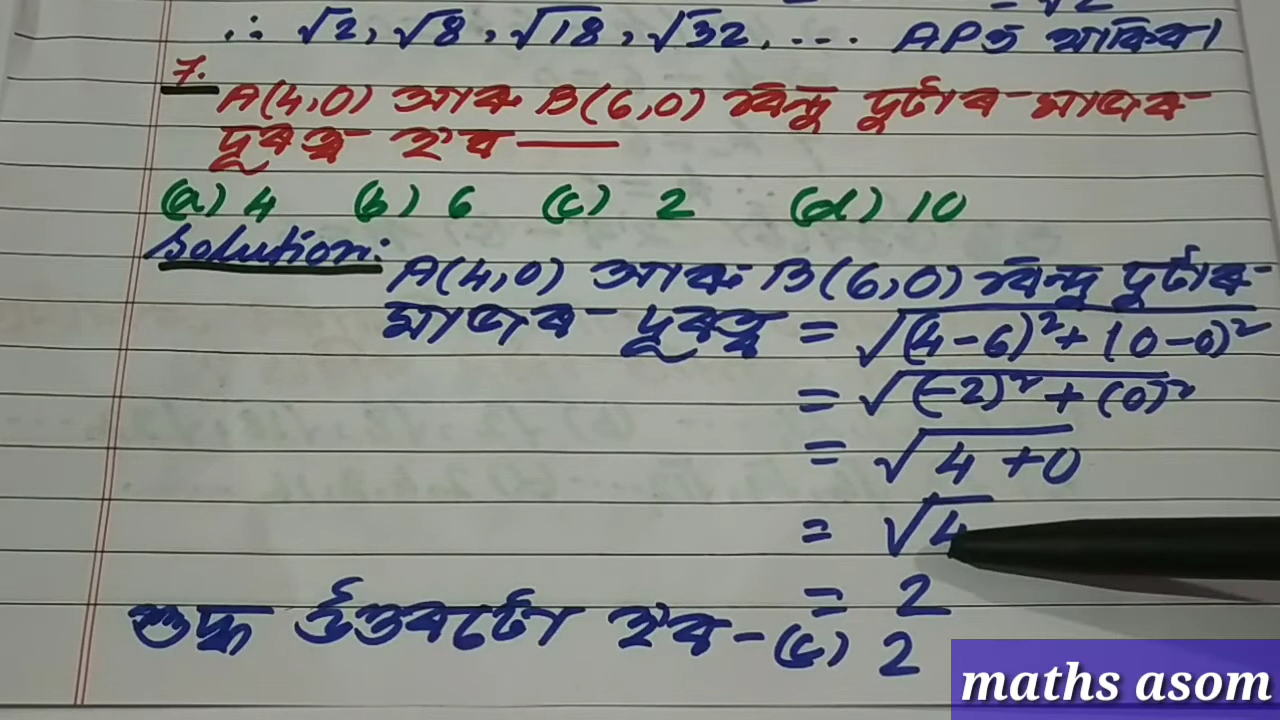 ∴ √2, √8, √18, √32, ... AP ত থাকিব।
7. A(4,0) আৰু B(6,0) বিন্দু দুটাৰ মাজৰ
দূৰত্ব হ'ব ——
(a) 4 (b) 6 (c) 2 (d) 10
Solution: A(4,0) আৰু B(6,0) বিন্দু দুটাৰ
মাজৰ দূৰত্ব = √(4-6)² + (0-0)²
= √(-2)² + (0)²
= √4 + 0
= √4
= 2
শুদ্ধ উত্তৰটো হ'ব - (c) 2
maths asom